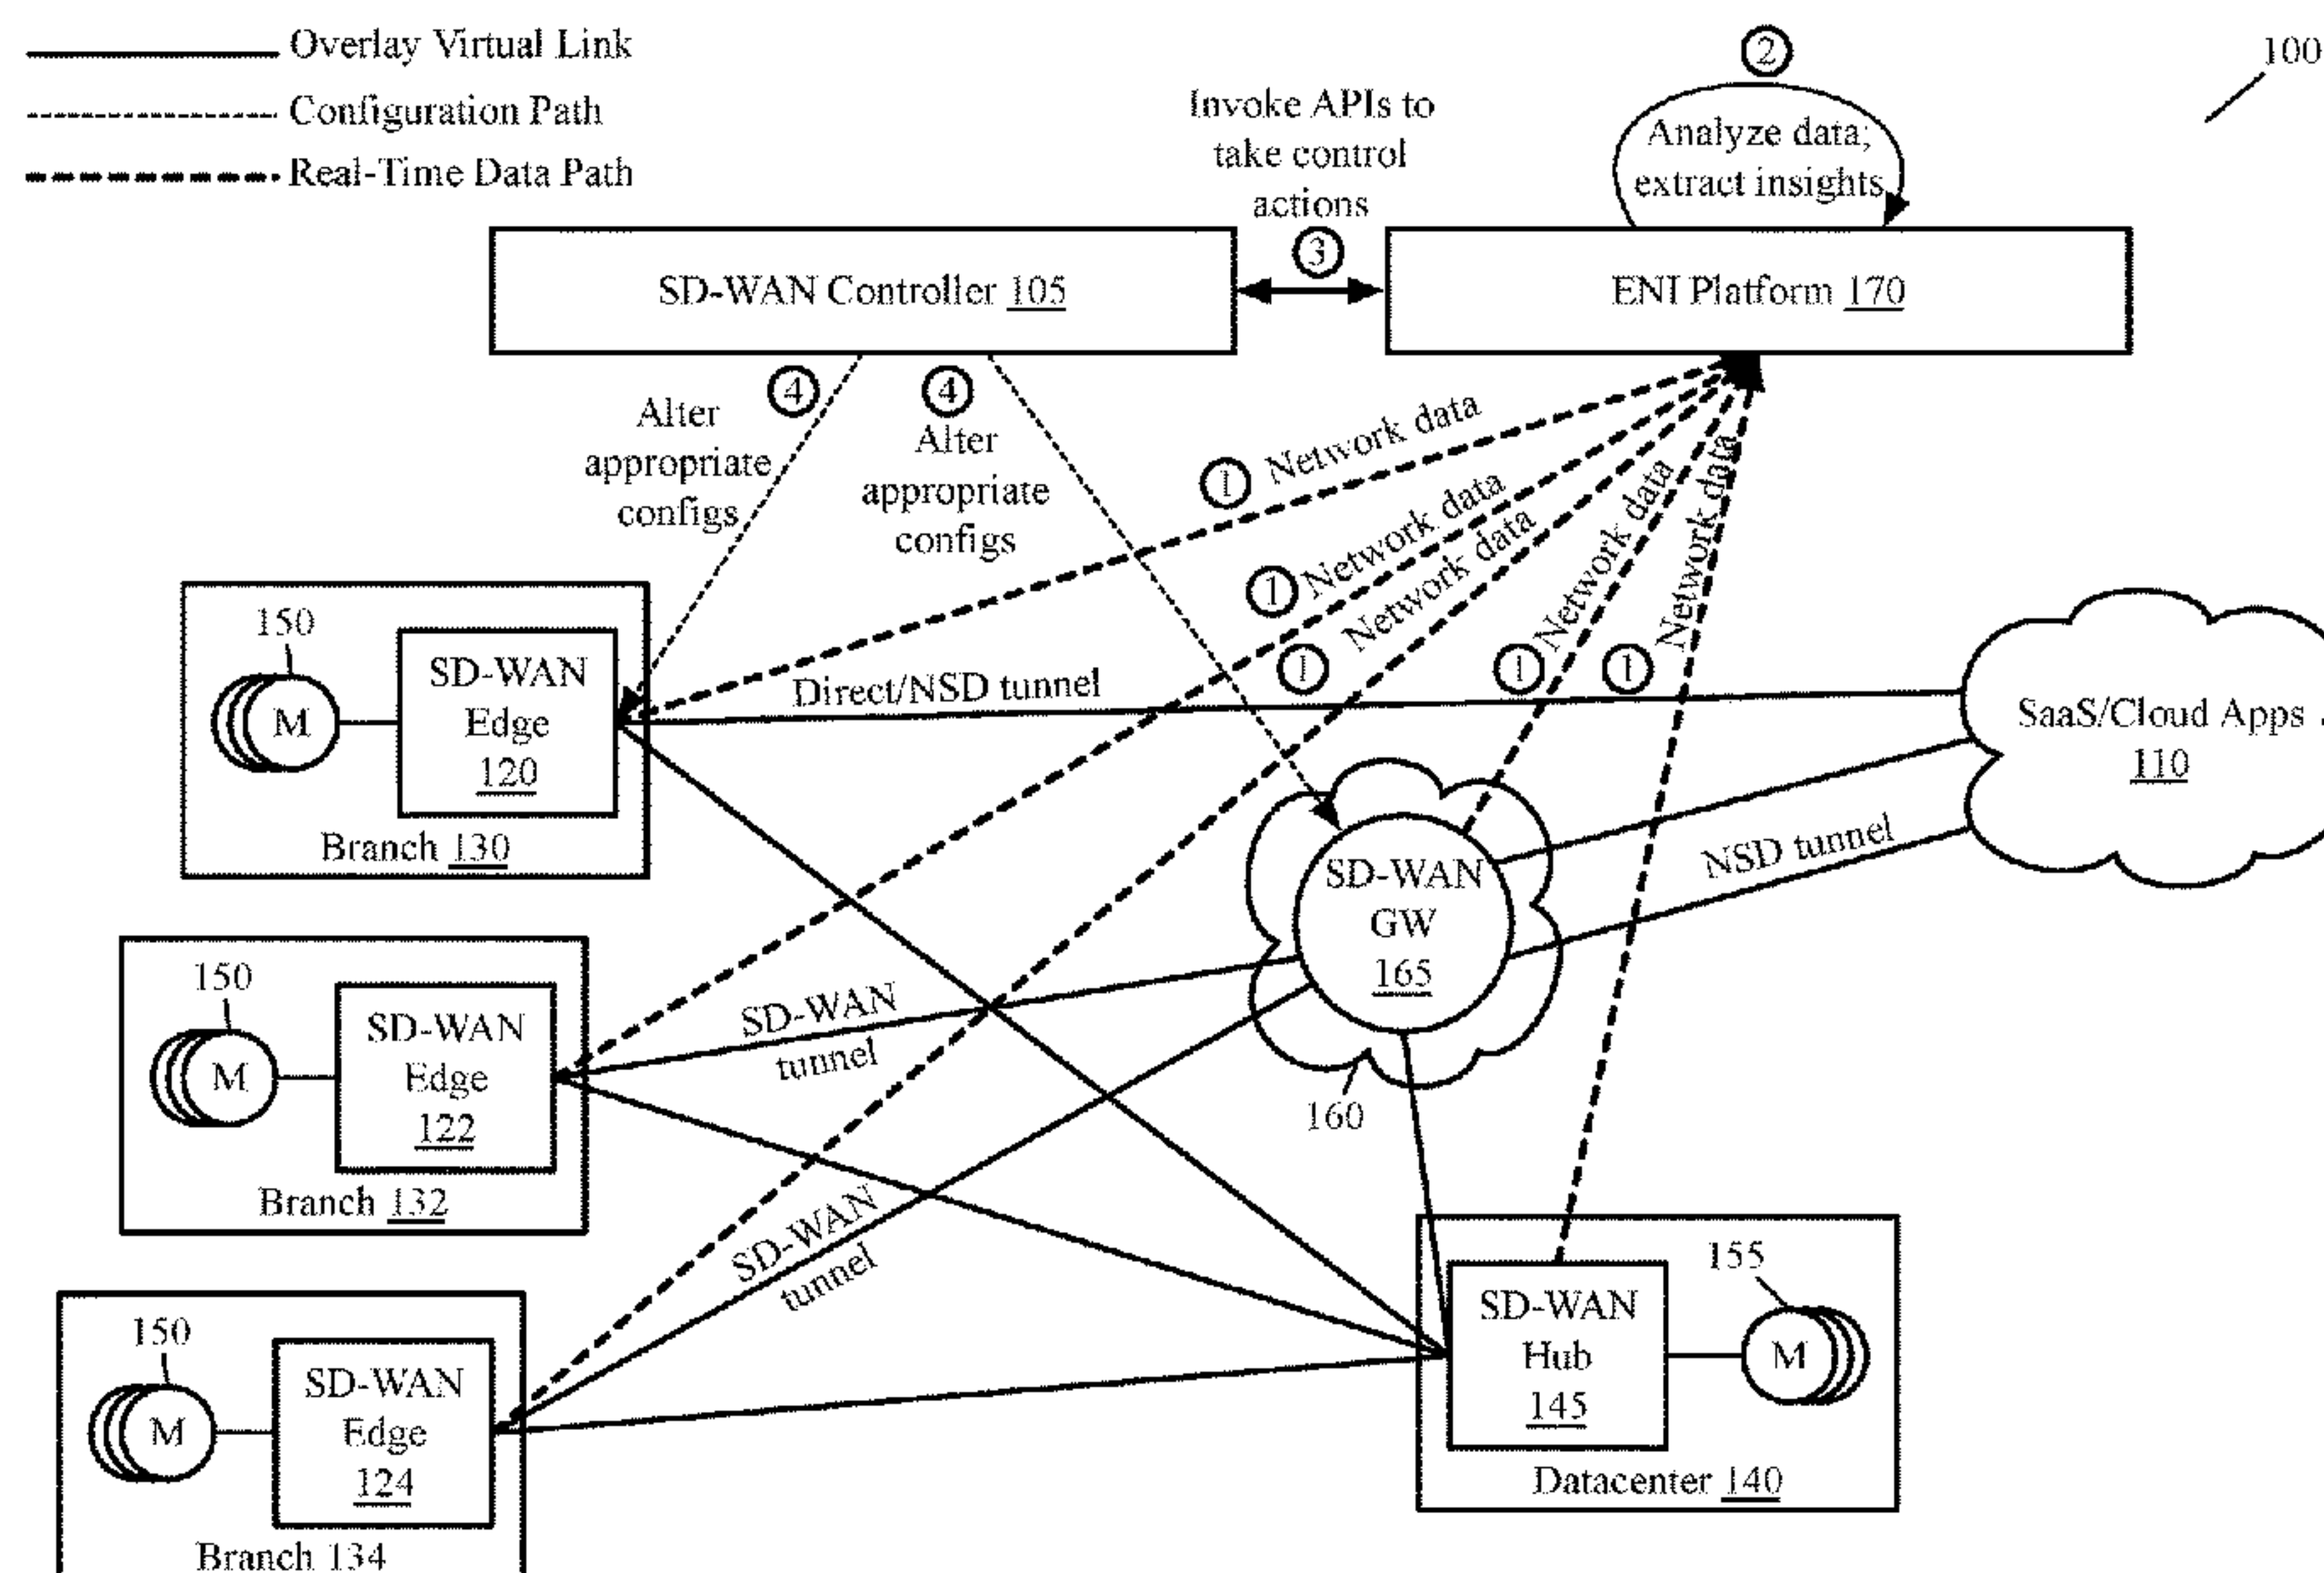 Overlay Virtual Link
Configuration Path
Real-Time Data Path
100
2
Invoke APIs to
take control
actions
Analyze data;
extract insights
3
SD-WAN Controller 105
ENI Platform 170
4
Alter
appropriate
configs
4
Alter
appropriate
configs
1 Network data
1 Network data
1 Network data
1 Network data
1 Network data
150
M
SD-WAN
Edge
120
Branch 130
Direct/NSD tunnel
SaaS/Cloud Apps
110
NSD tunnel
SD-WAN
GW
165
160
150
M
SD-WAN
Edge
122
Branch 132
SD-WAN
tunnel
SD-WAN
tunnel
150
M
SD-WAN
Edge
124
Branch 134
155
SD-WAN
Hub
145
M
Datacenter 140